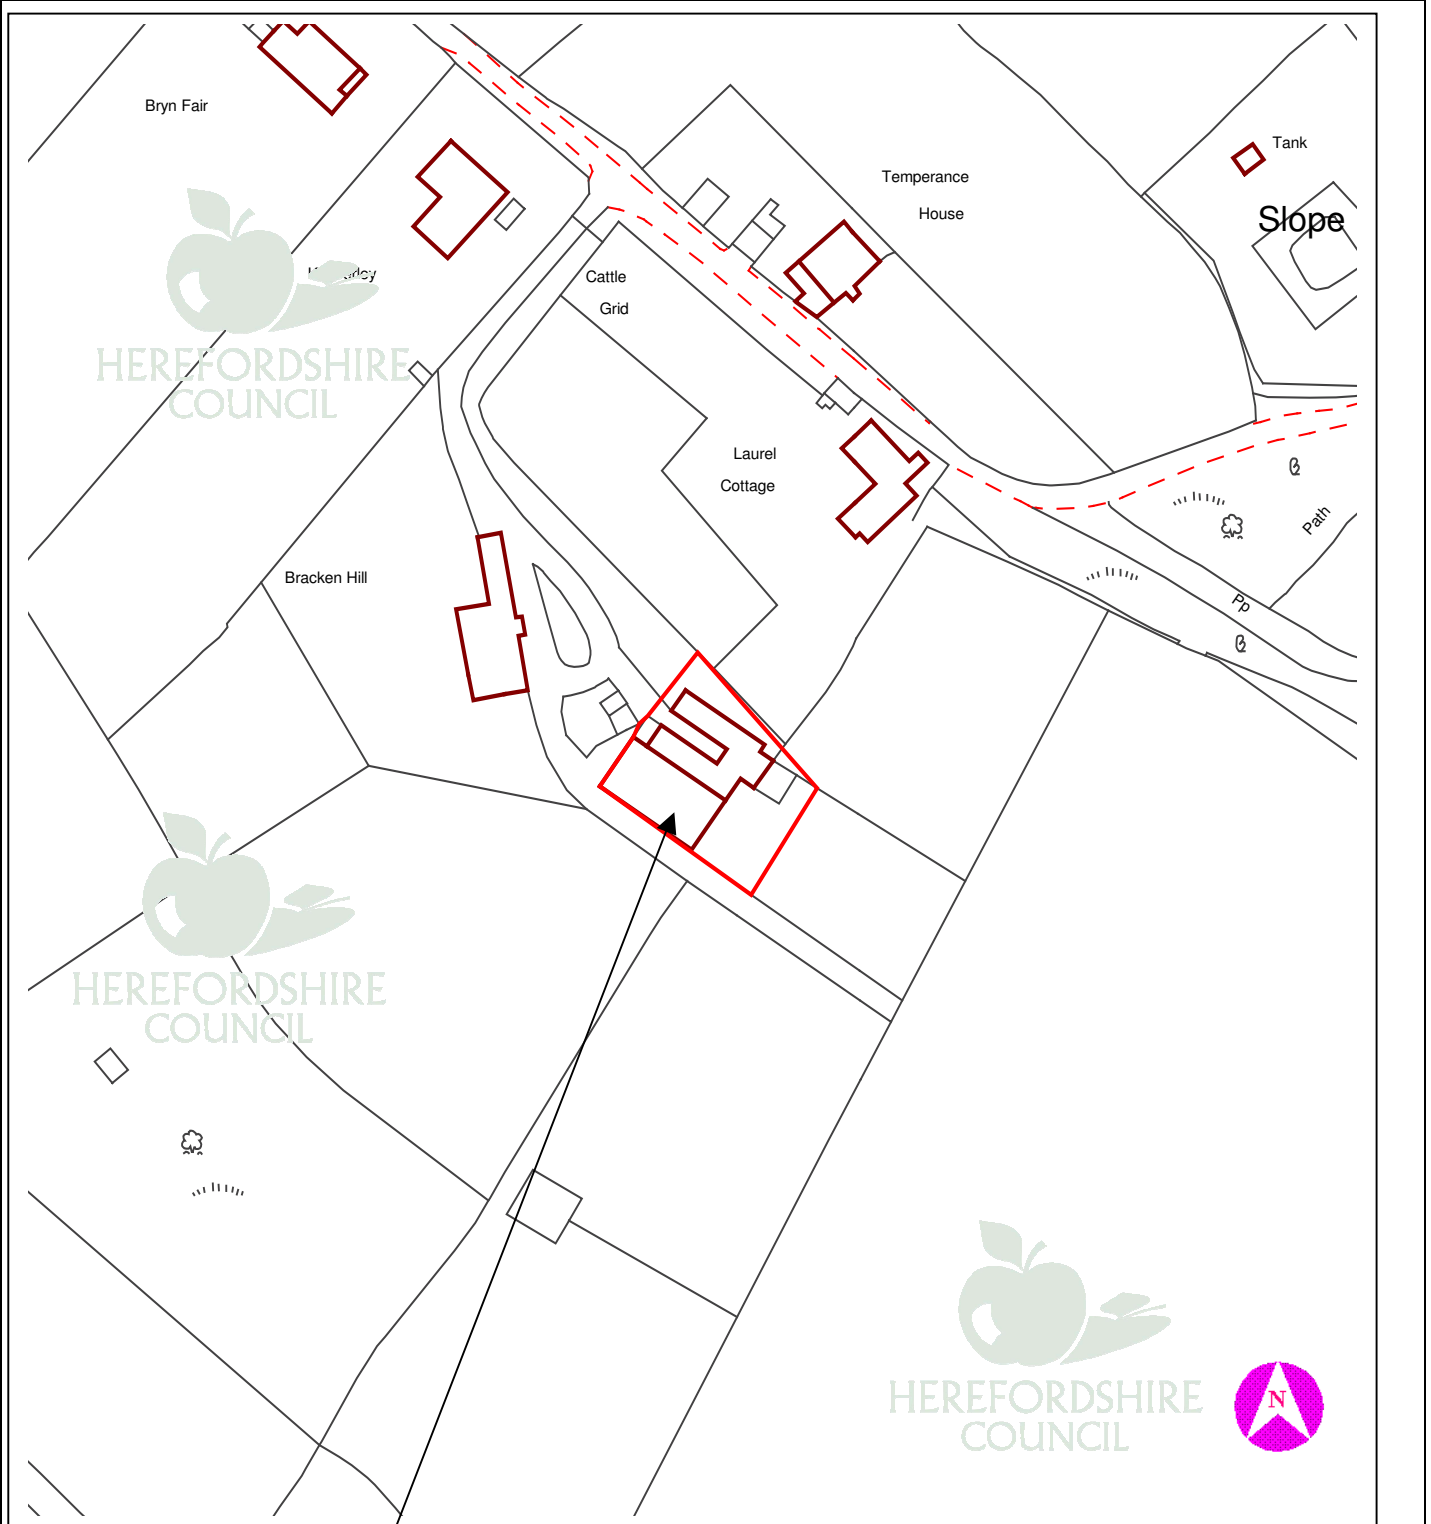 Bryn Fair
Tank
Temperance
House
Slope
Cattle
Grid
HEREFORDSHIRE
COUNCIL
Laurel
Cottage
Path
Bracken Hill
Pp
HEREFORDSHIRE
COUNCIL
HEREFORDSHIRE
COUNCIL
N